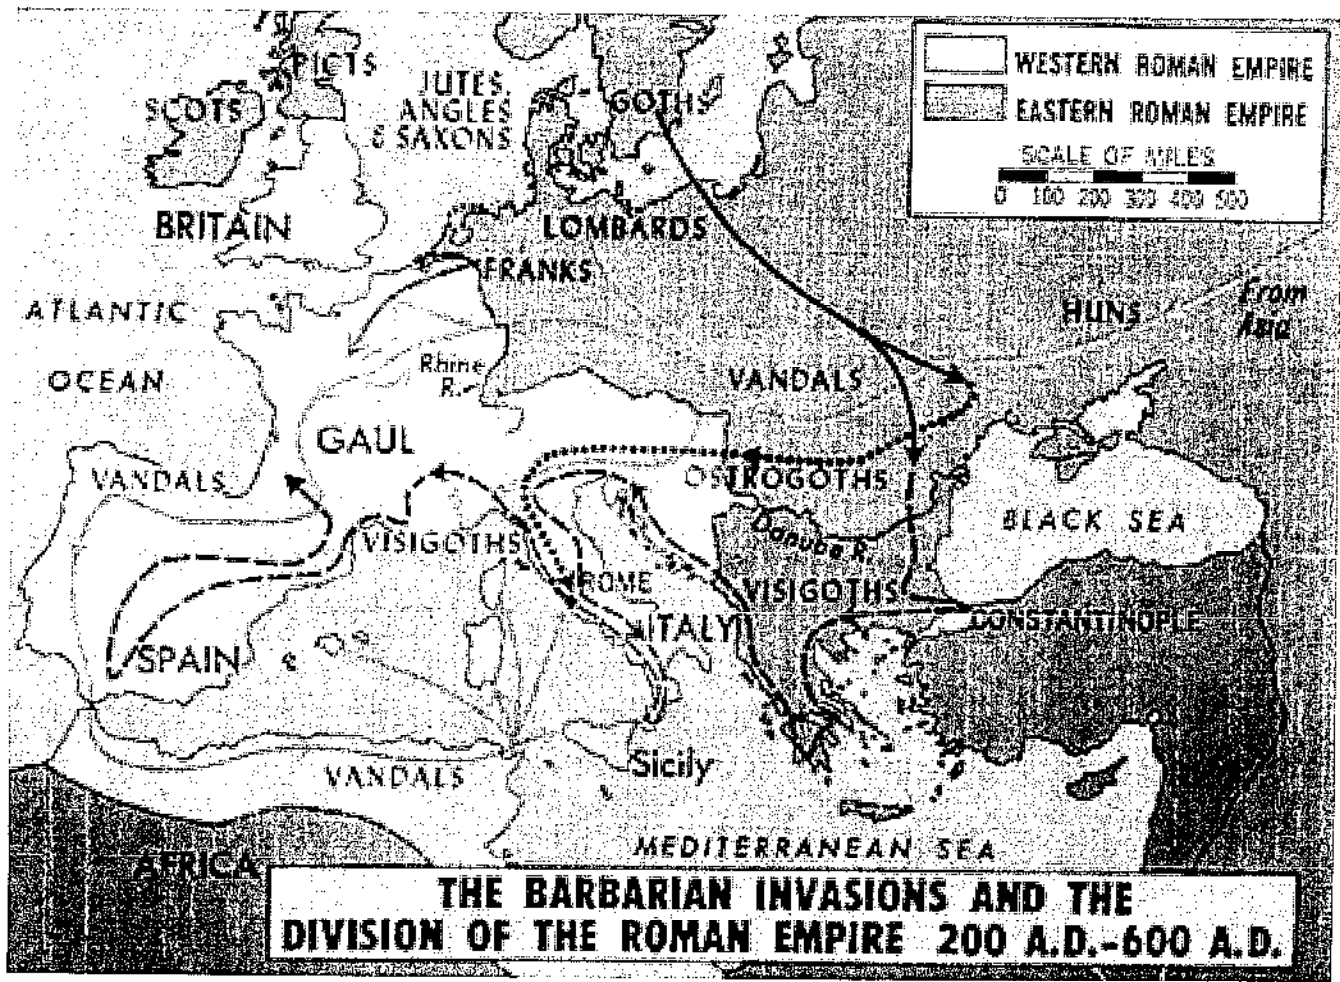 PICTS
SCOTS
JUTES,
ANGLES
& SAXONS
GOTHS
WESTERN ROMAN EMPIRE
EASTERN ROMAN EMPIRE
SCALE OF MILES
0 100 200 300 400 500
BRITAIN
LOMBARDS
FRANKS
ATLANTIC
OCEAN
HUNS
From
Asia
Rhine
R.
VANDALS
GAUL
VANDALS
OSTROGOTHS
BLACK SEA
Danube R.
VISIGOTHS
ROME
VISIGOTHS
CONSTANTINOPLE
ITALY
SPAIN
Sicily
VANDALS
MEDITERRANEAN SEA
AFRICA
THE BARBARIAN INVASIONS AND THE
DIVISION OF THE ROMAN EMPIRE 200 A.D.-600 A.D.